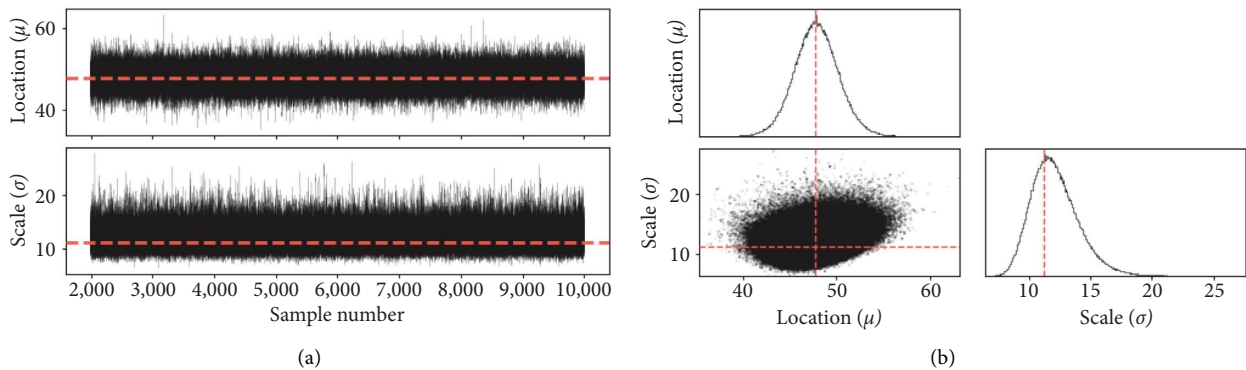 Location (μ)
60
40
Scale (σ)
20
10
2,000 3,000 4,000 5,000 6,000 7,000 8,000 9,000 10,000
Sample number
(a)
Location (μ)
Scale (σ)
20
10
40 50 60
Location (μ)
10 15 20 25
Scale (σ)
(b)